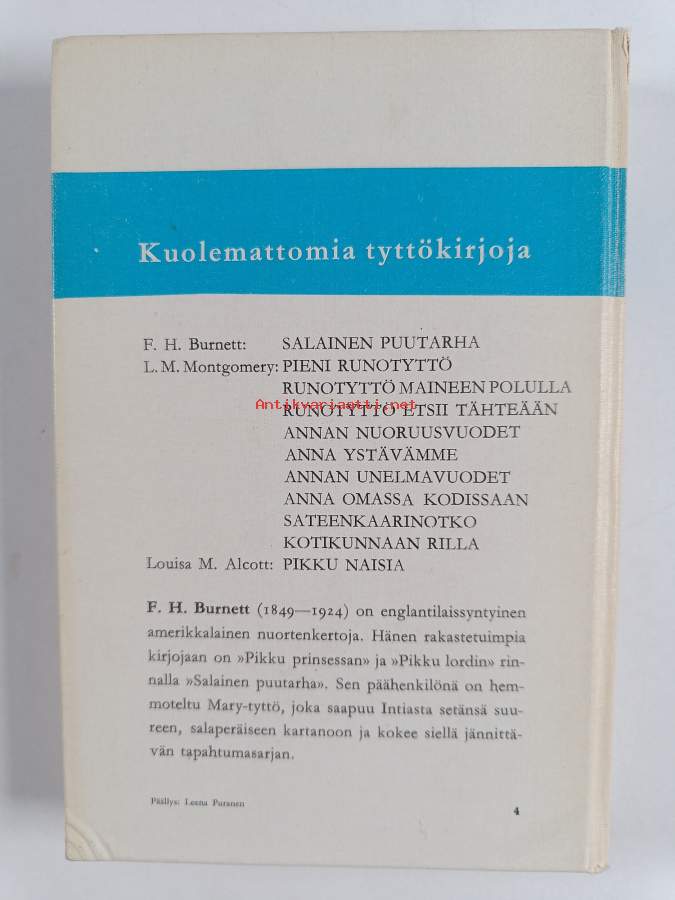 Kuolemattomia tyttökirjoja
F. H. Burnett: SALAINEN PUUTARHA
L. M. Montgomery: PIENI RUNOTYTTÖ
RUNOTYTTÖ MAINEEN POLULLA
Antikvariaatti.net
RUNOTYTTÖ ETSII TÄHTEÄÄN
ANNAN NUORUUSVUODET
ANNA YSTÄVÄMME
ANNAN UNELMAVUODET
ANNA OMASSA KODISSAAN
SATEENKAARINOTKO
KOTIKUNNAAN RILLA
Louisa M. Alcott: PIKKU NAISIA
F. H. Burnett (1849—1924) on englantilaissyntyinen
amerikkalainen nuortenkertoja. Hänen rakastetuimpia
kirjojaan on »Pikku prinsessan» ja »Pikku lordin» rin-
nalla »Salainen puutarha». Sen päähenkilönä on hem-
moteltu Mary-tyttö, joka saapuu Intiasta setänsä suu-
reen, salaperäiseen kartanoon ja kokee siellä jännittä-
vän tapahtumasarjan.
Päällys: Leena Puranen
4